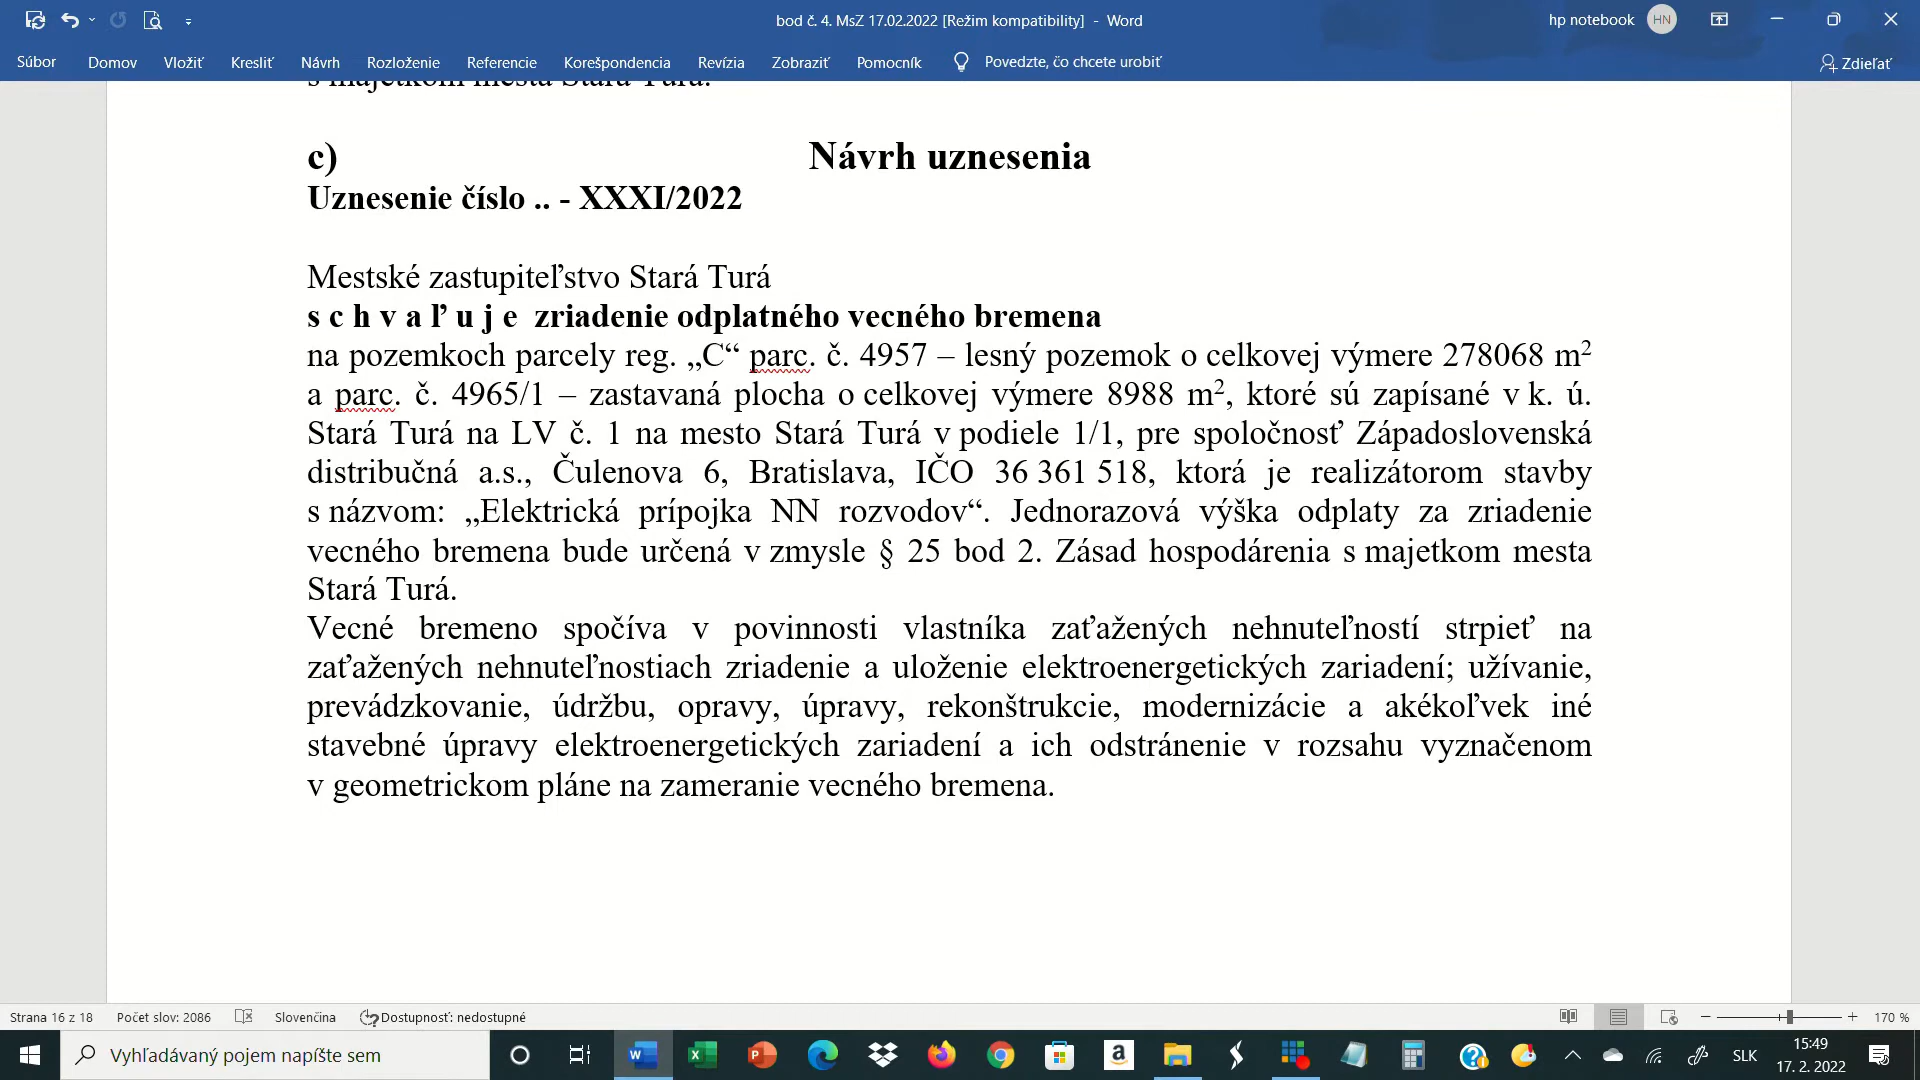 bod č. 4. MsZ 17.02.2022 [Režim kompatibility] - Word
hp notebook
HN
Súbor
Domov
Vložiť
Kresliť
Návrh
Rozloženie
Referencie
Korešpondencia
Revízia
Zobraziť
Pomocník
Povedzte, čo chcete urobiť
Zdieľať
s majetkom mesta Stará Turá.
c) Návrh uznesenia
Uznesenie číslo .. - XXXI/2022
Mestské zastupiteľstvo Stará Turá
s c h v a ľ u j e zriadenie odplatného vecného bremena
na pozemkoch parcely reg. „C“ parc. č. 4957 – lesný pozemok o celkovej výmere 278068 m²
a parc. č. 4965/1 – zastavaná plocha o celkovej výmere 8988 m², ktoré sú zapísané v k. ú.
Stará Turá na LV č. 1 na mesto Stará Turá v podiele 1/1, pre spoločnosť Západoslovenská
distribučná a.s., Čulenova 6, Bratislava, IČO 36 361 518, ktorá je realizátorom stavby
s názvom: „Elektrická prípojka NN rozvodov“. Jednorazová výška odplaty za zriadenie
vecného bremena bude určená v zmysle § 25 bod 2. Zásad hospodárenia s majetkom mesta
Stará Turá.
Vecné bremeno spočíva v povinnosti vlastníka zaťažených nehnuteľností strpieť na
zaťažených nehnuteľnostiach zriadenie a uloženie elektroenergetických zariadení; užívanie,
prevádzkovanie, údržbu, opravy, úpravy, rekonštrukcie, modernizácie a akékoľvek iné
stavebné úpravy elektroenergetických zariadení a ich odstránenie v rozsahu vyznačenom
v geometrickom pláne na zameranie vecného bremena.
Strana 16 z 18
Počet slov: 2086
Slovenčina
Dostupnosť: nedostupné
170 %
Vyhľadávaný pojem napíšte sem
SLK
15:49
17. 2. 2022